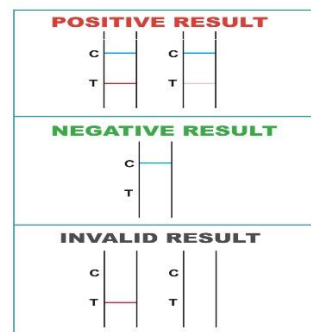 POSITIVE RESULT
C C
T T
NEGATIVE RESULT
C
T
INVALID RESULT
C C
T T